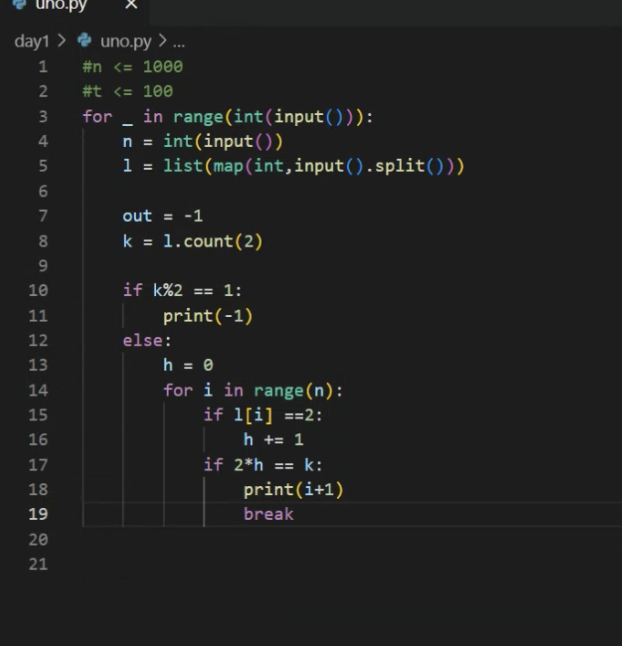 uno.py ×
day1 > uno.py > ...
1 #n <= 1000
2 #t <= 100
3 for _ in range(int(input())):
4     n = int(input())
5     l = list(map(int,input().split()))
6
7     out = -1
8     k = l.count(2)
9
10     if k%2 == 1:
11         print(-1)
12     else:
13         h = 0
14         for i in range(n):
15             if l[i] ==2:
16                 h += 1
17             if 2*h == k:
18                 print(i+1)
19                 break
20
21